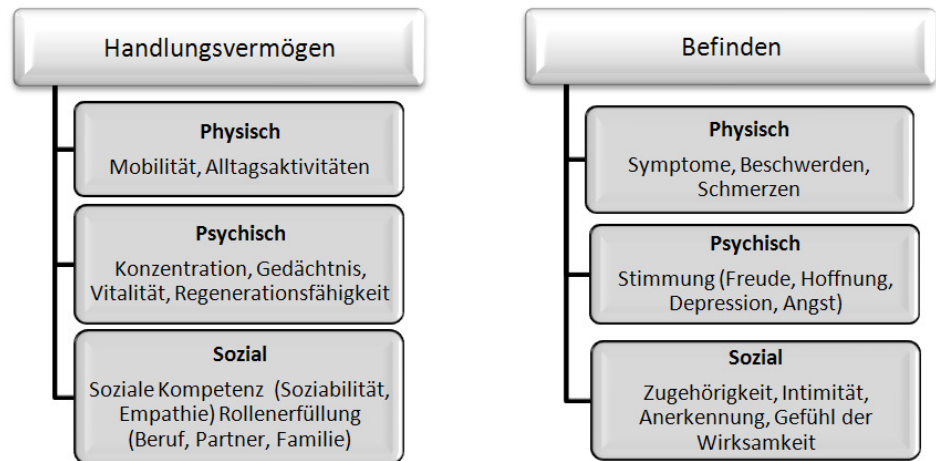 Handlungsvermögen
Physisch
Mobilität, Alltagsaktivitäten
Psychisch
Konzentration, Gedächtnis,
Vitalität, Regenerationsfähigkeit
Sozial
Soziale Kompetenz (Soziabilität,
Empathie) Rollenerfüllung
(Beruf, Partner, Familie)
Befinden
Physisch
Symptome, Beschwerden,
Schmerzen
Psychisch
Stimmung (Freude, Hoffnung,
Depression, Angst)
Sozial
Zugehörigkeit, Intimität,
Anerkennung, Gefühl der
Wirksamkeit